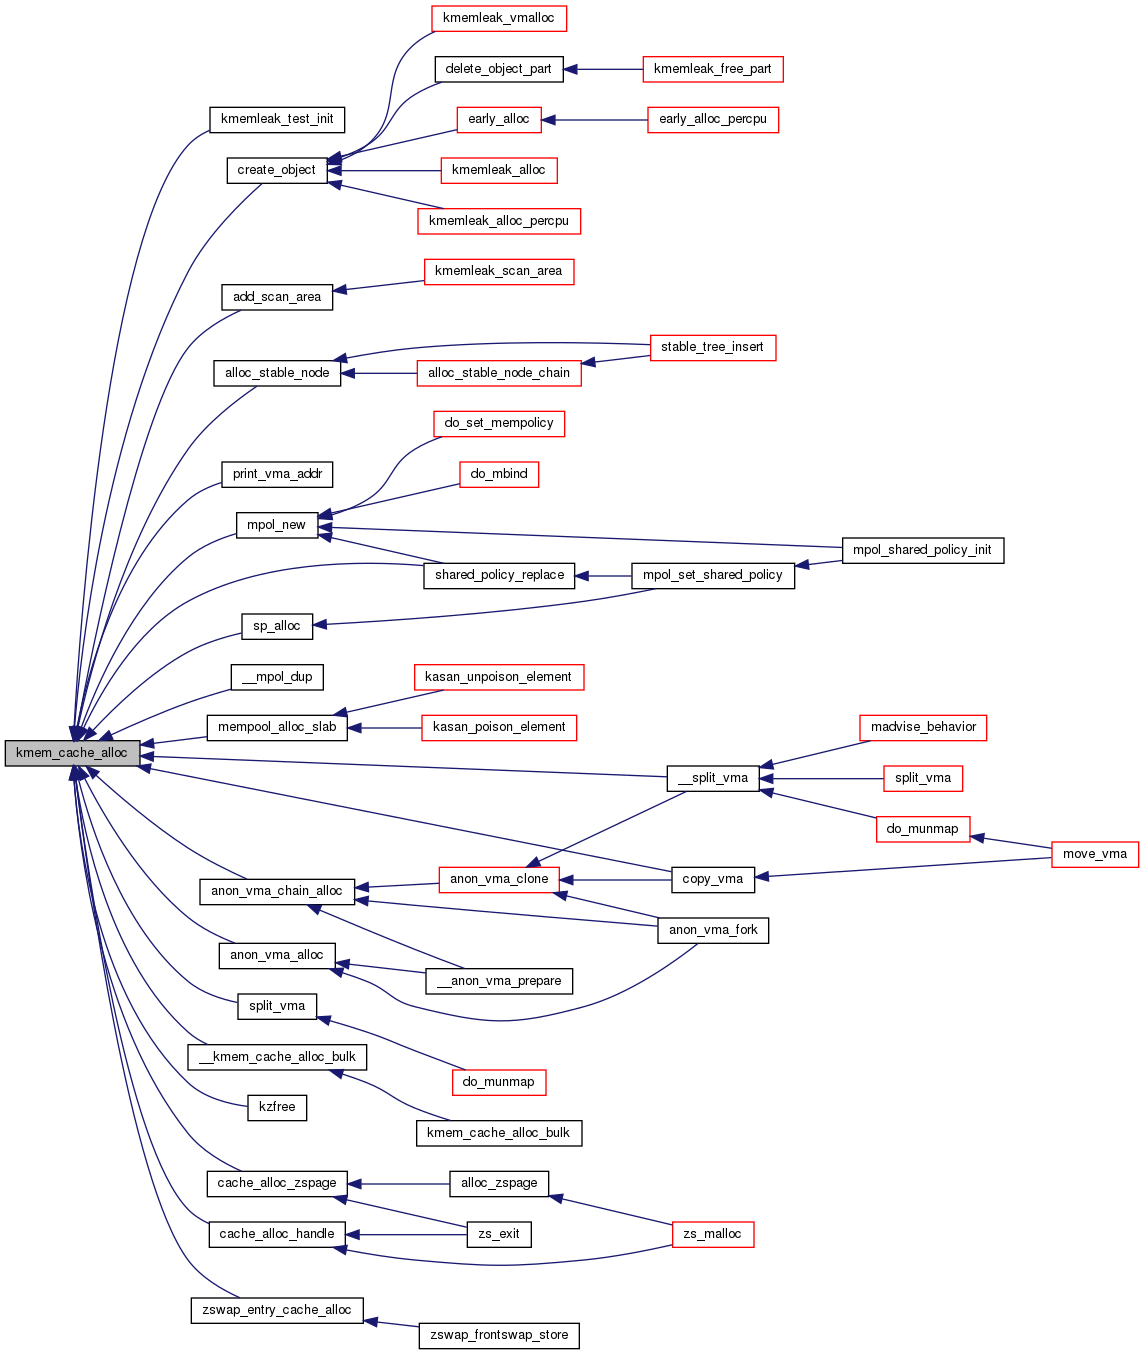 kmemleak_vmalloc
delete_object_part
kmemleak_free_part
kmemleak_test_init
early_alloc
early_alloc_percpu
create_object
kmemleak_alloc
kmemleak_alloc_percpu
kmemleak_scan_area
add_scan_area
stable_tree_insert
alloc_stable_node
alloc_stable_node_chain
do_set_mempolicy
print_vma_addr
do_mbind
mpol_new
mpol_shared_policy_init
shared_policy_replace
mpol_set_shared_policy
sp_alloc
__mpol_dup
kasan_unpoison_element
mempool_alloc_slab
kasan_poison_element
madvise_behavior
kmem_cache_alloc
__split_vma
split_vma
do_munmap
move_vma
anon_vma_chain_alloc
anon_vma_clone
copy_vma
anon_vma_fork
anon_vma_alloc
__anon_vma_prepare
split_vma
__kmem_cache_alloc_bulk
do_munmap
kzfree
kmem_cache_alloc_bulk
cache_alloc_zspage
alloc_zspage
cache_alloc_handle
zs_exit
zs_malloc
zswap_entry_cache_alloc
zswap_frontswap_store